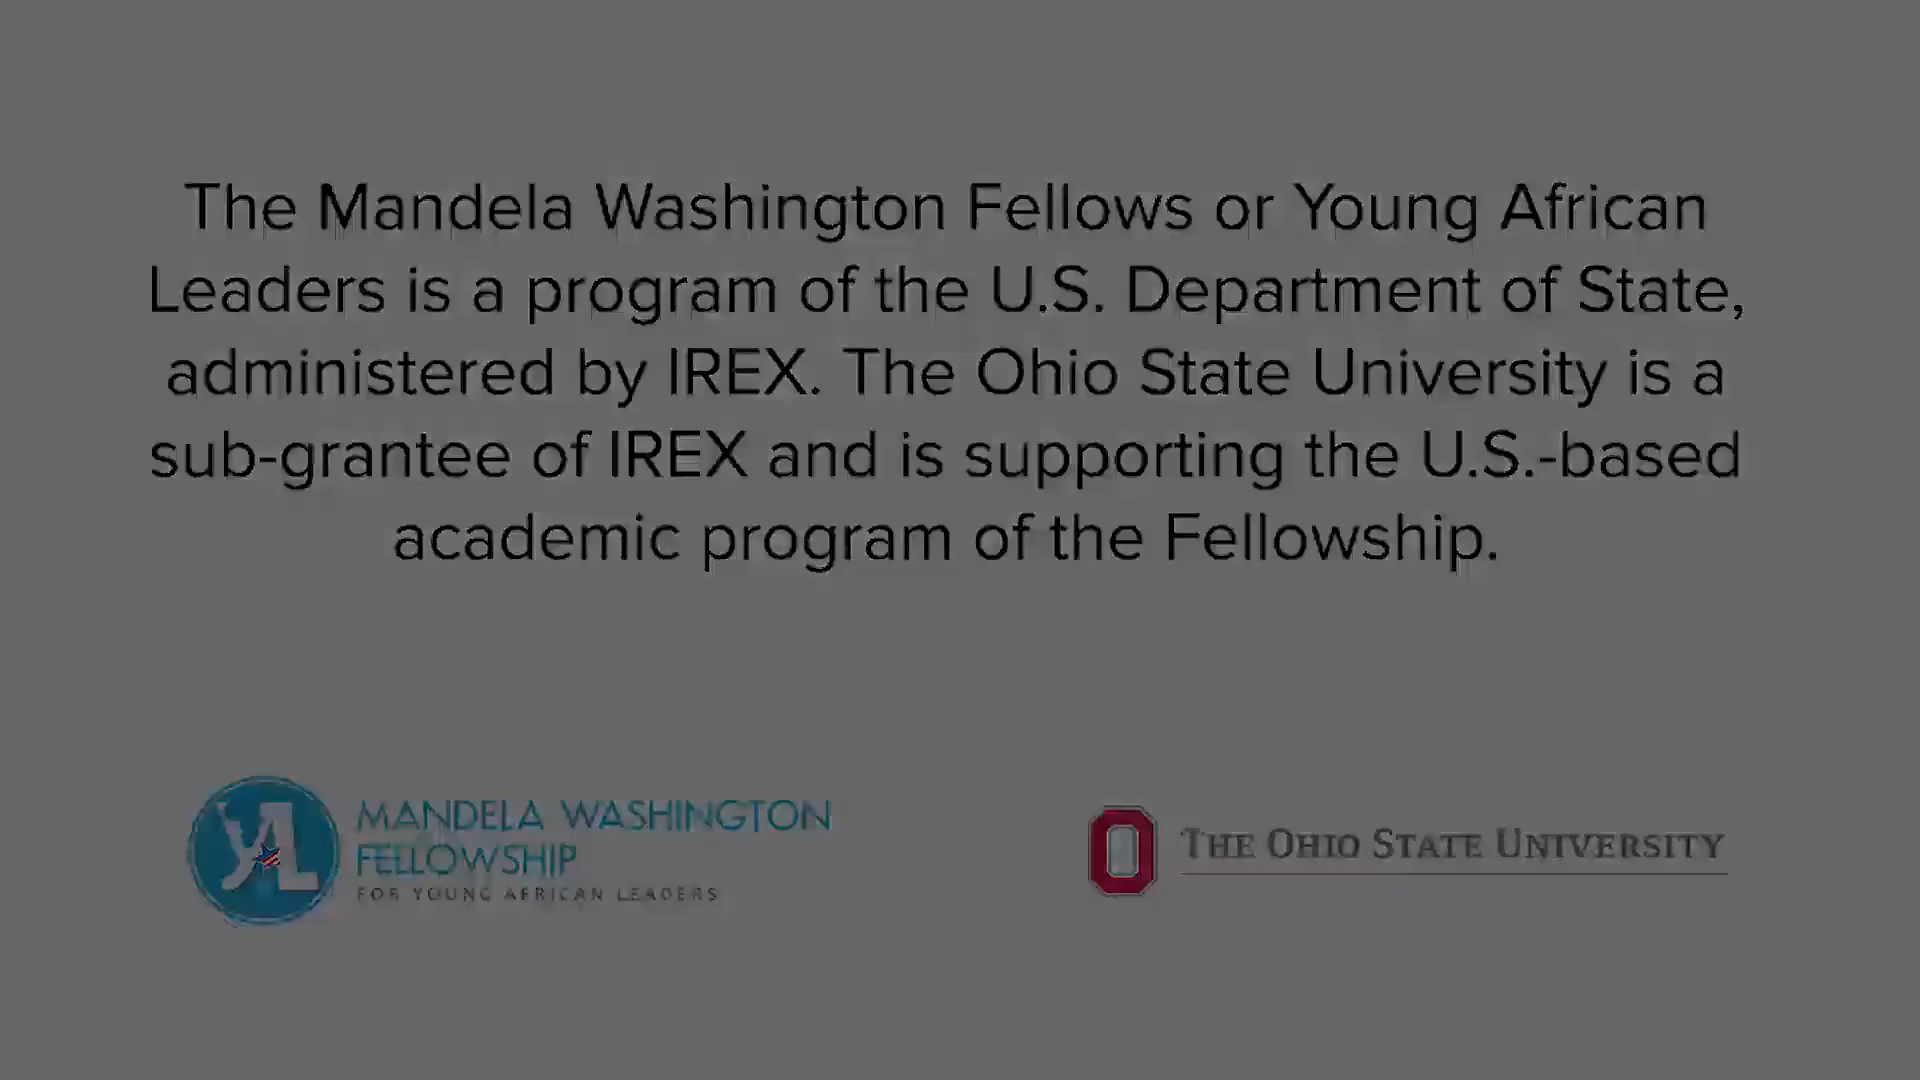 The Mandela Washington Fellows or Young African
Leaders is a program of the U.S. Department of State,
administered by IREX. The Ohio State University is a
sub-grantee of IREX and is supporting the U.S.-based
academic program of the Fellowship.
YAL
MANDELA WASHINGTON
FELLOWSHIP
FOR YOUNG AFRICAN LEADERS
O
THE OHIO STATE UNIVERSITY